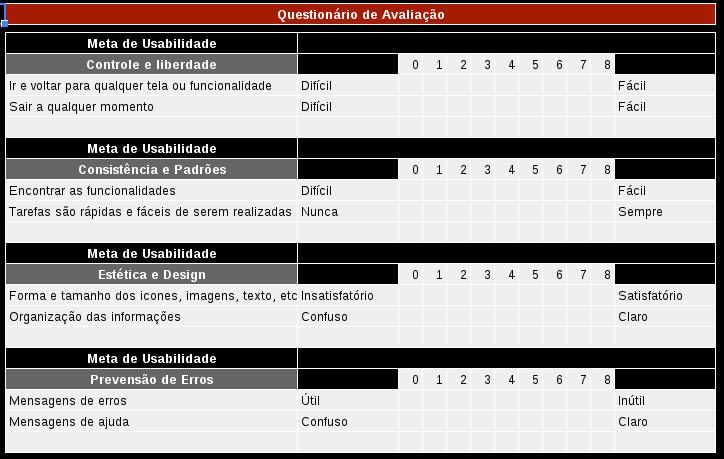 Questionário de Avaliação
Meta de Usabilidade
Controle e liberdade 0 1 2 3 4 5 6 7 8
Ir e voltar para qualquer tela ou funcionalidade Difícil Fácil
Sair a qualquer momento Difícil Fácil
Meta de Usabilidade
Consistência e Padrões 0 1 2 3 4 5 6 7 8
Encontrar as funcionalidades Difícil Fácil
Tarefas são rápidas e fáceis de serem realizadas Nunca Sempre
Meta de Usabilidade
Estética e Design 0 1 2 3 4 5 6 7 8
Forma e tamanho dos icones, imagens, texto, etc Insatisfatório Satisfatório
Organização das informações Confuso Claro
Meta de Usabilidade
Prevensão de Erros 0 1 2 3 4 5 6 7 8
Mensagens de erros Útil Inútil
Mensagens de ajuda Confuso Claro